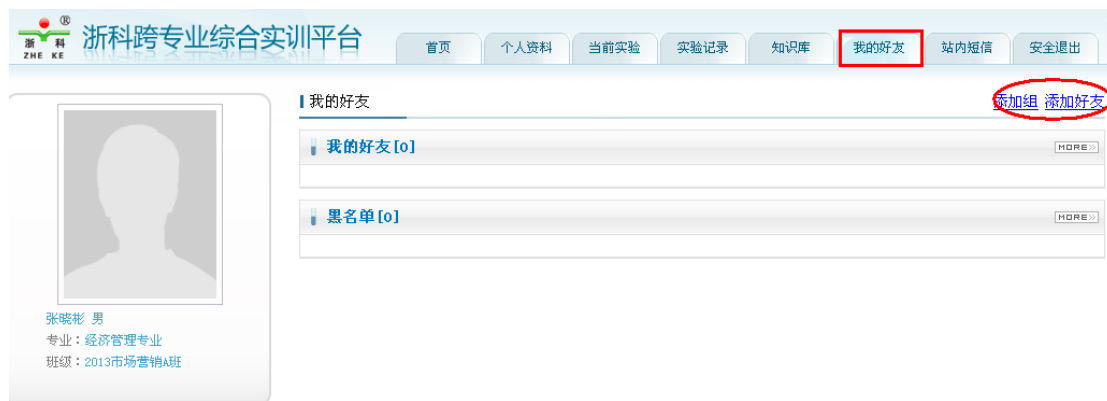 ®
浙 科
ZHE KE
浙科跨专业综合实训平台
首页 个人资料 当前实验 实验记录 知识库 我的好友 站内短信 安全退出
我的好友
添加组 添加好友
我的好友[0]
MORE»
黑名单[0]
MORE»
张晓彬 男
专业：经济管理专业
班级：2013市场营销A班